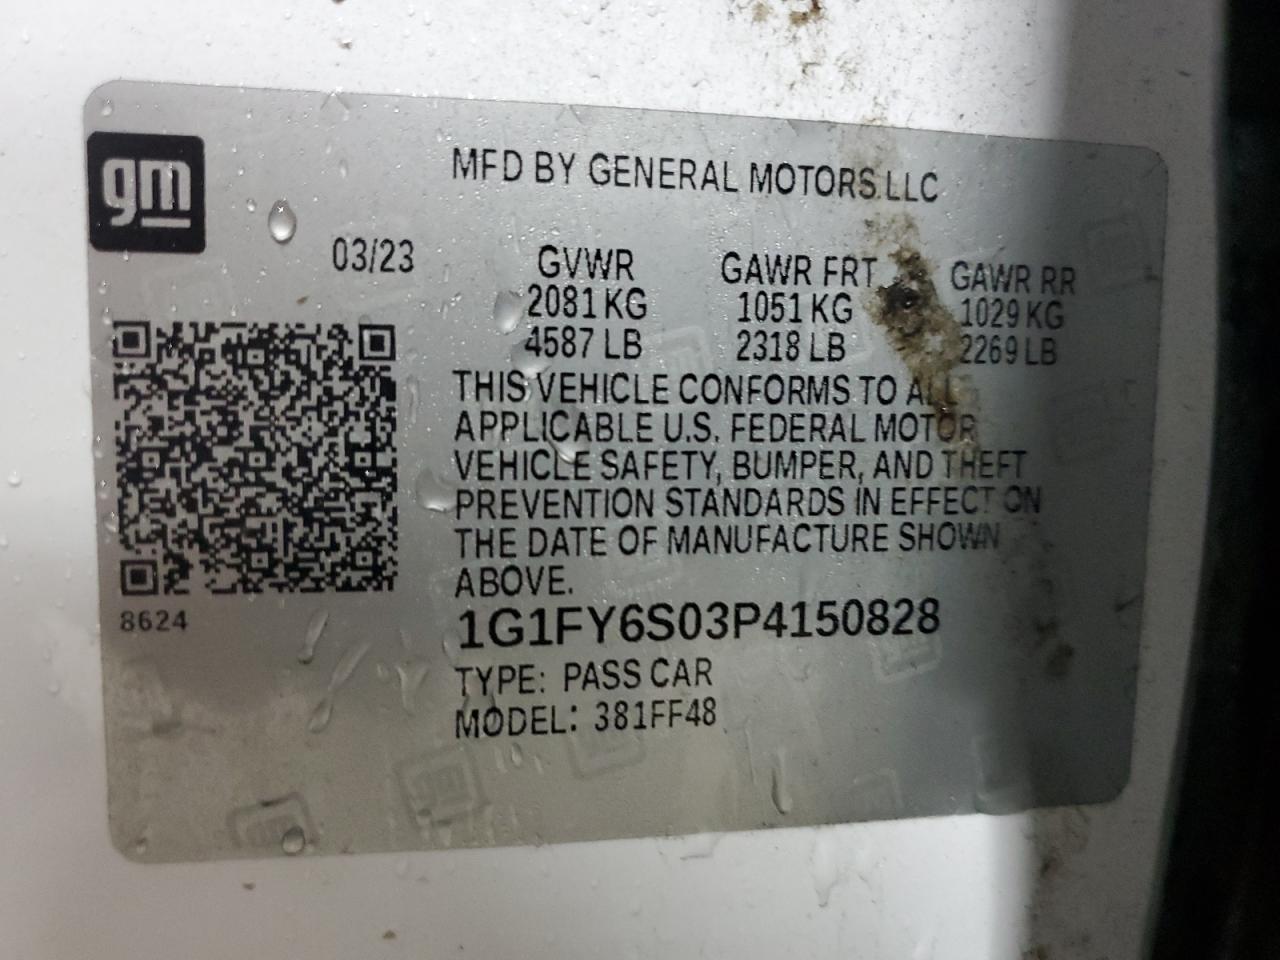 gm
MFD BY GENERAL MOTORS LLC
03/23
GVWR GAWR FRT GAWR RR
2081 KG 1051 KG 1029 KG
4587 LB 2318 LB 2269 LB
THIS VEHICLE CONFORMS TO ALL
APPLICABLE U.S. FEDERAL MOTOR
VEHICLE SAFETY, BUMPER, AND THEFT
PREVENTION STANDARDS IN EFFECT ON
THE DATE OF MANUFACTURE SHOWN
ABOVE.
8624
1G1FY6S03P4150828
TYPE: PASS CAR
MODEL: 381FF48